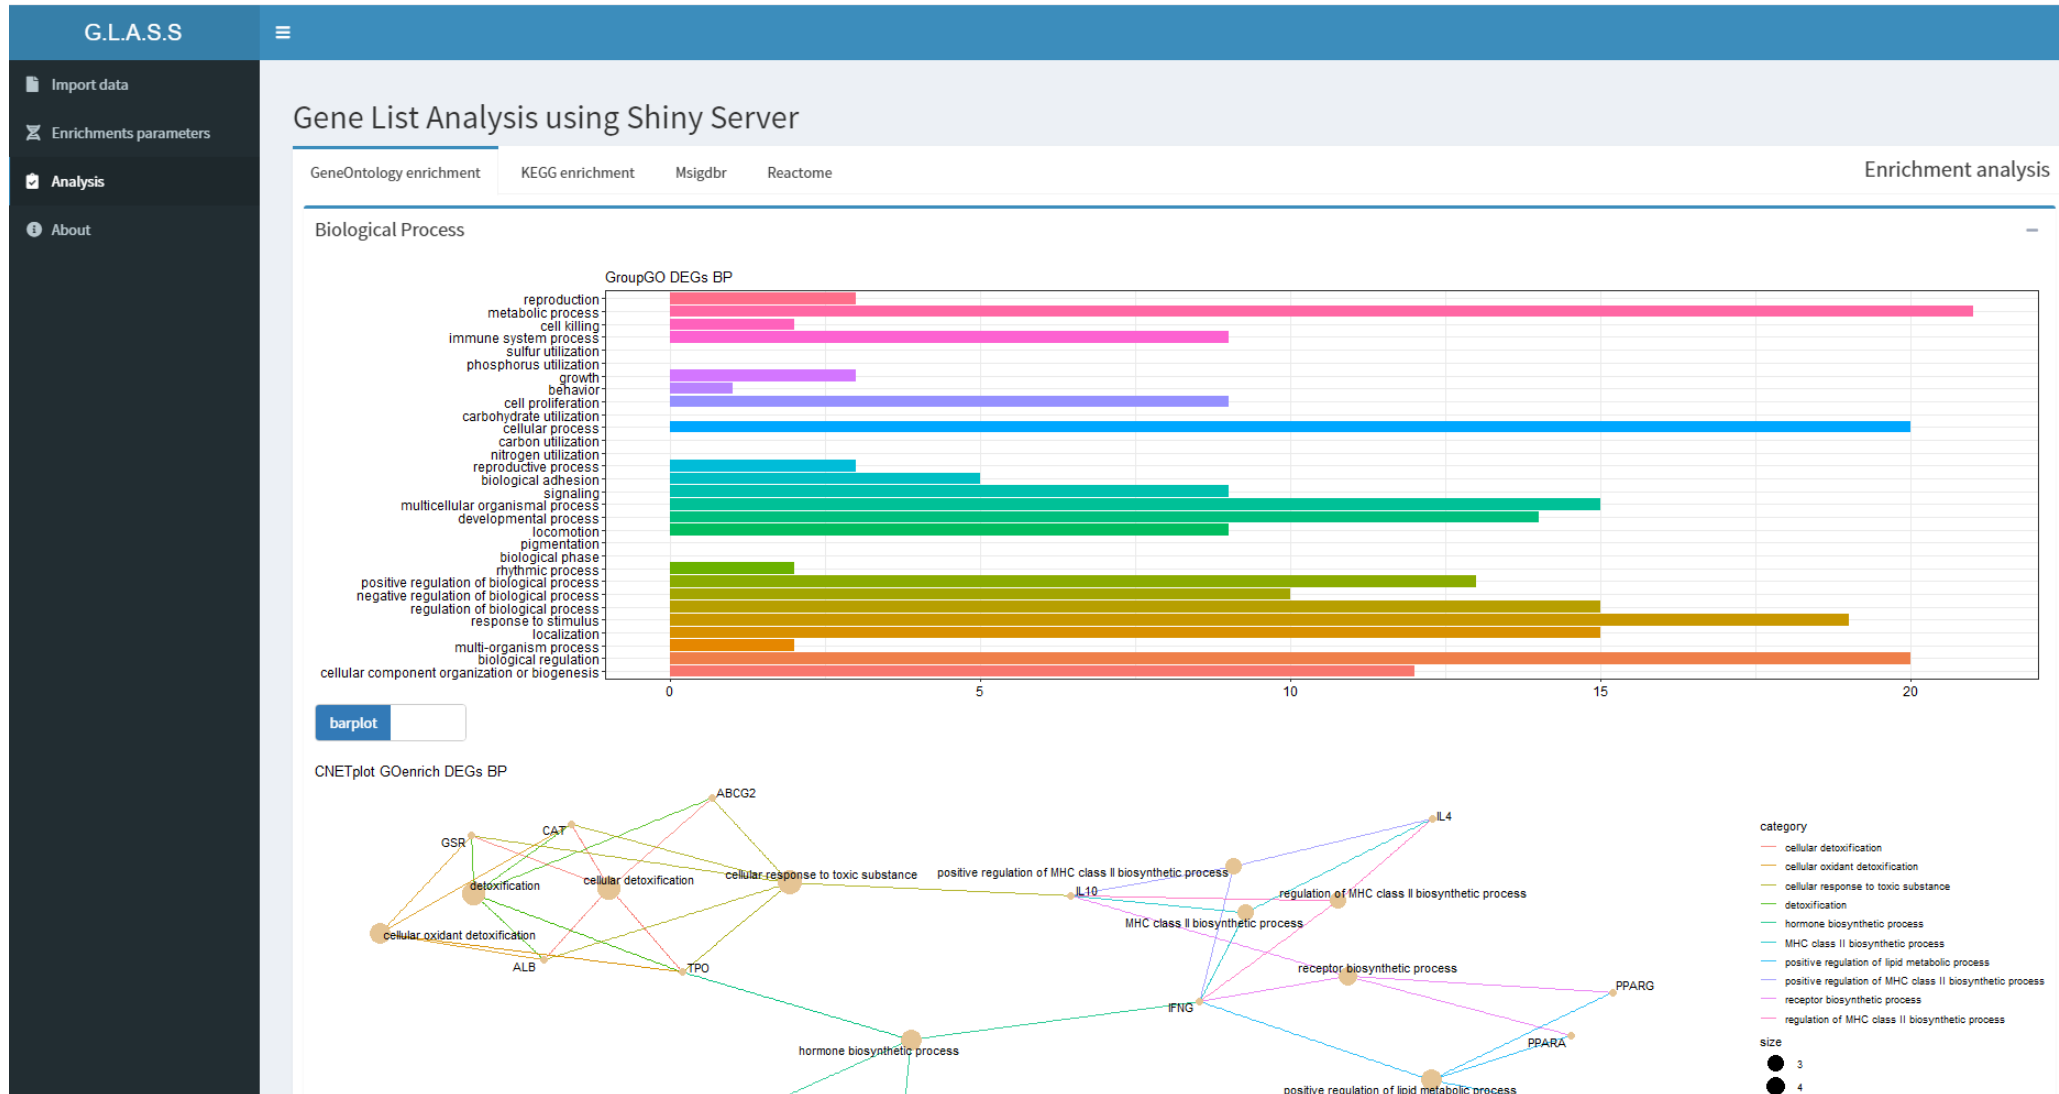 G.L.A.S.S
Import data
Enrichments parameters
Analysis
About
Gene List Analysis using Shiny Server
GeneOntology enrichment KEGG enrichment Msigdbr Reactome Enrichment analysis
Biological Process
GroupGO DEGs BP
reproduction
metabolic process
cell killing
immune system process
sulfur utilization
phosphorus utilization
growth
behavior
cell proliferation
carbohydrate utilization
cellular process
carbon utilization
nitrogen utilization
reproductive process
biological adhesion
signaling
multicellular organismal process
developmental process
locomotion
pigmentation
biological phase
rhythmic process
positive regulation of biological process
negative regulation of biological process
regulation of biological process
response to stimulus
localization
multi-organism process
biological regulation
cellular component organization or biogenesis
0 5 10 15 20
barplot
CNETplot GOenrich DEGs BP
ABCG2
CAT
GSR
detoxification
cellular detoxification
cellular response to toxic substance
cellular oxidant detoxification
ALB
TPO
IL4
positive regulation of MHC class II biosynthetic process
IL10
regulation of MHC class II biosynthetic process
MHC class II biosynthetic process
receptor biosynthetic process
PPARG
IFNG
PPARA
hormone biosynthetic process
positive regulation of lipid metabolic process
category
cellular detoxification
cellular oxidant detoxification
cellular response to toxic substance
detoxification
hormone biosynthetic process
MHC class II biosynthetic process
positive regulation of lipid metabolic process
positive regulation of MHC class II biosynthetic process
receptor biosynthetic process
regulation of MHC class II biosynthetic process
size
3
4